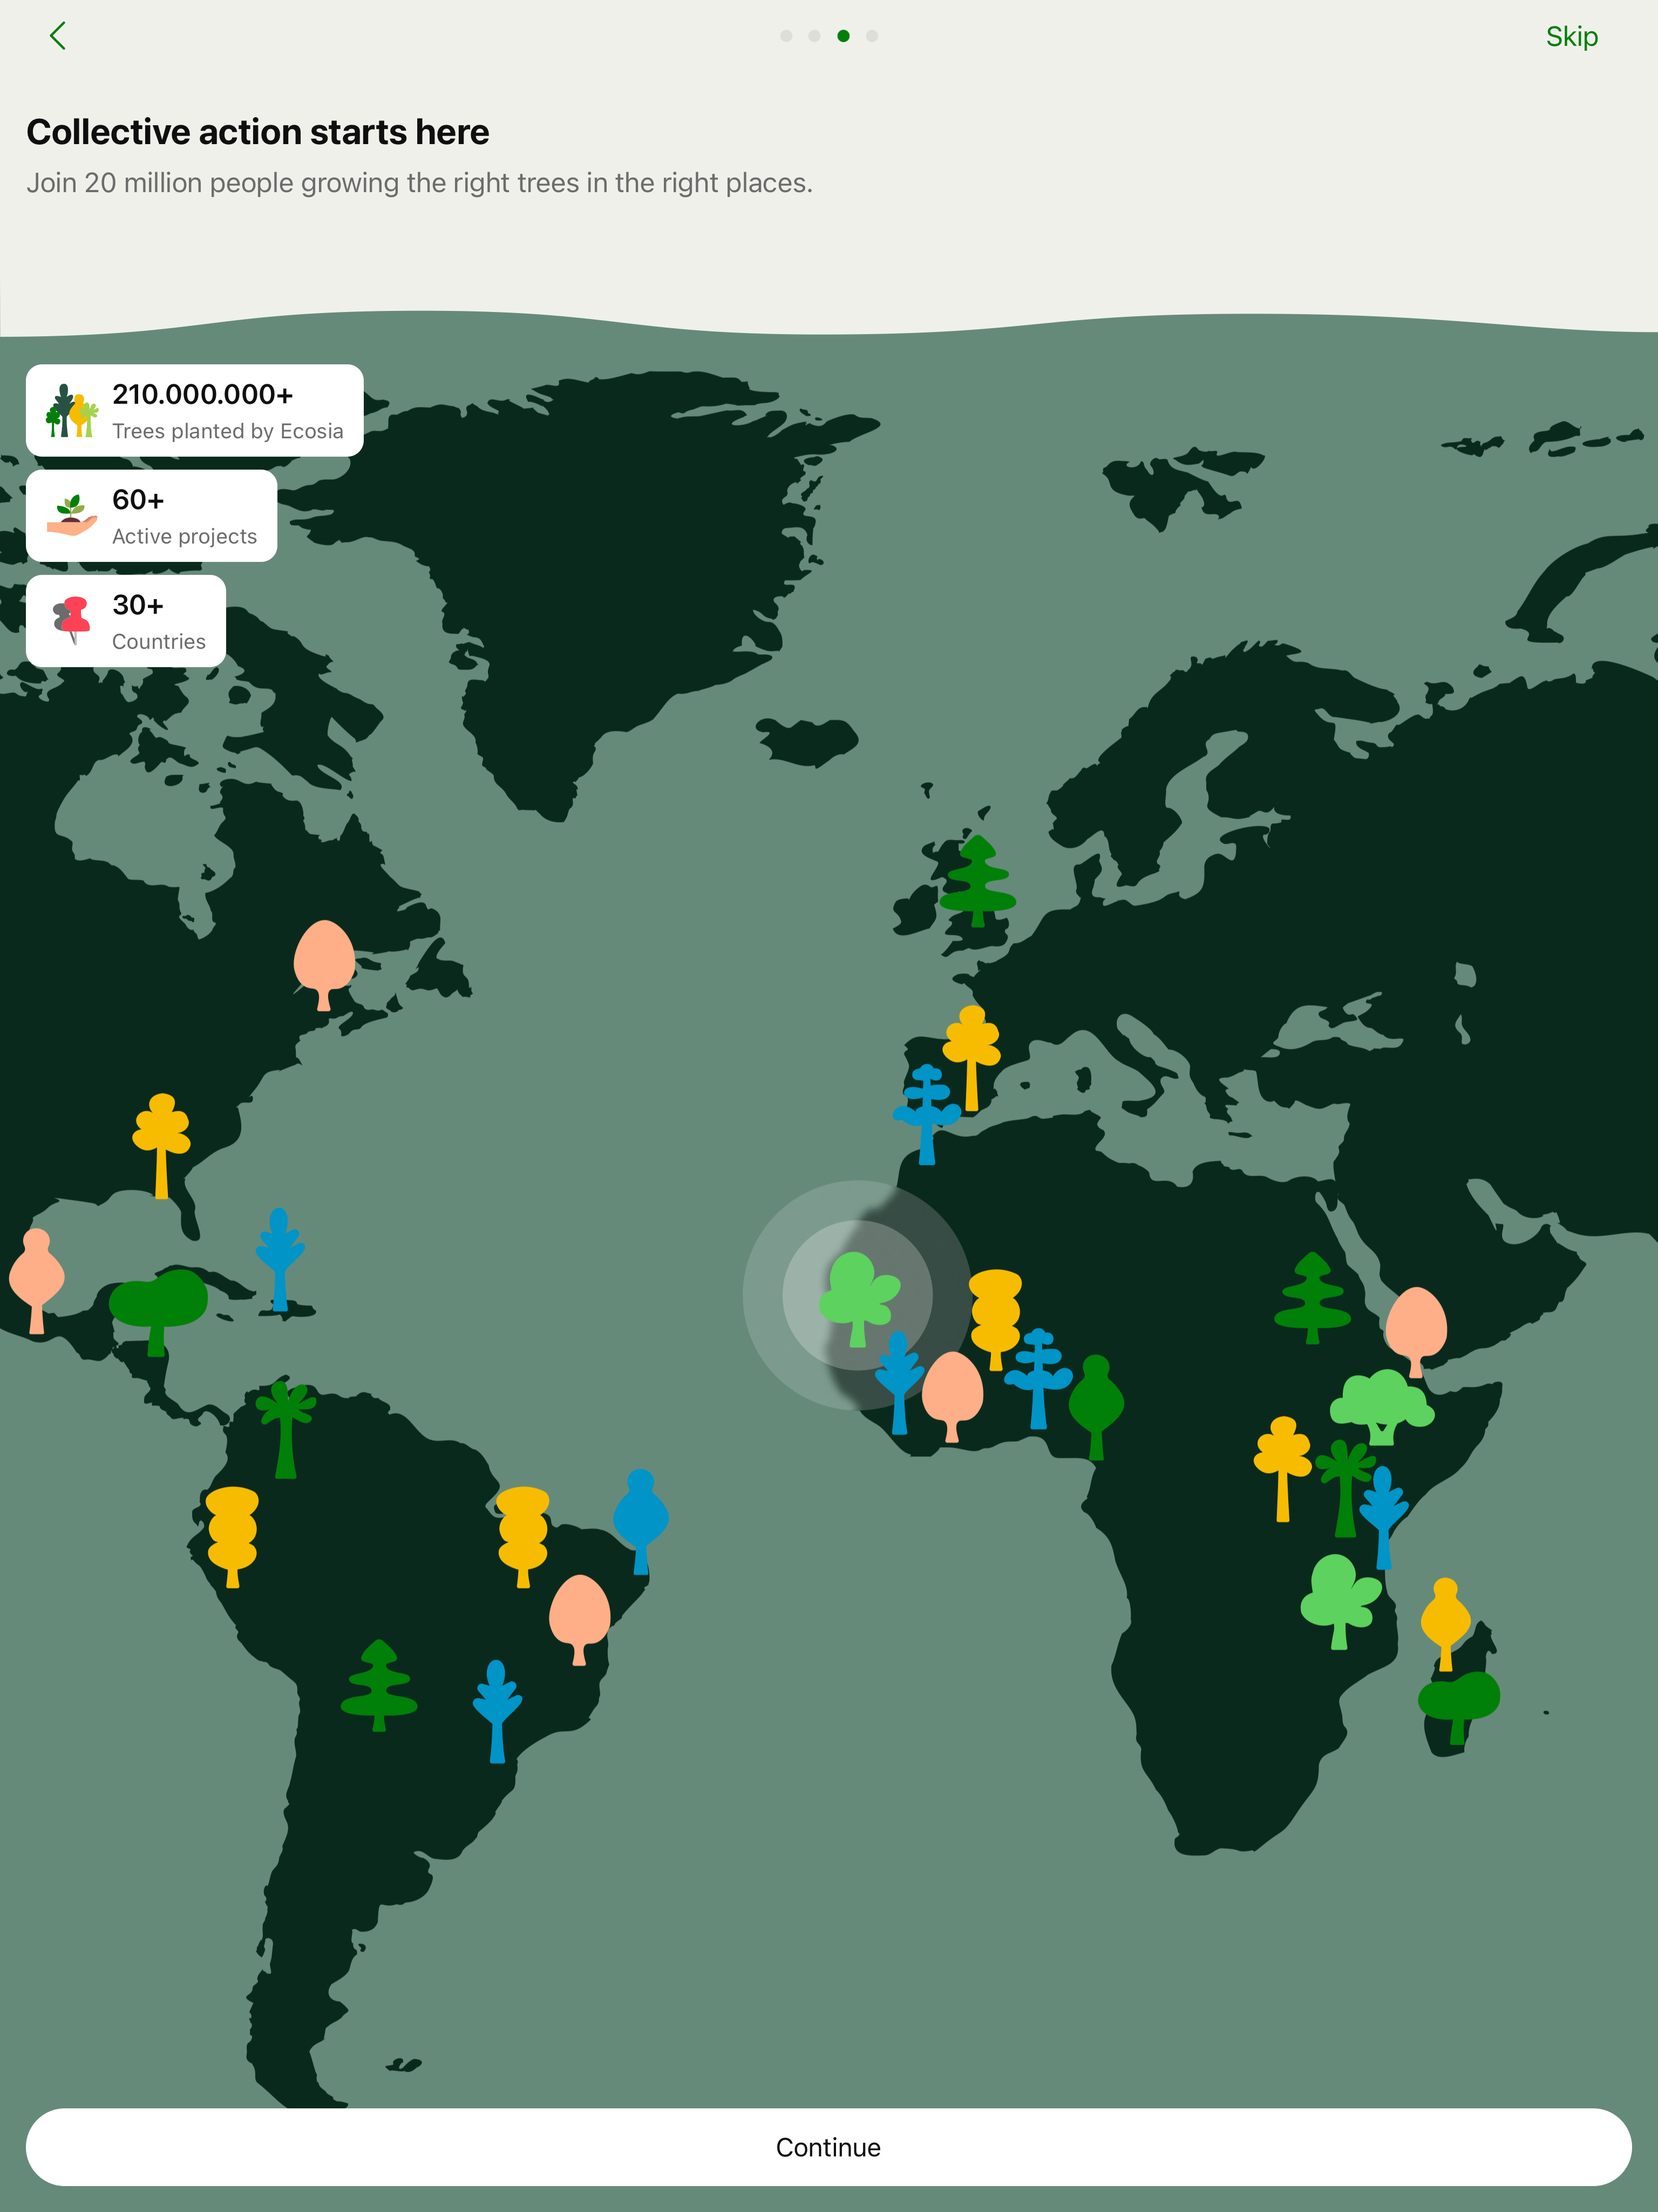 Skip
Collective action starts here
Join 20 million people growing the right trees in the right places.
210.000.000+
Trees planted by Ecosia
60+
Active projects
30+
Countries
Continue